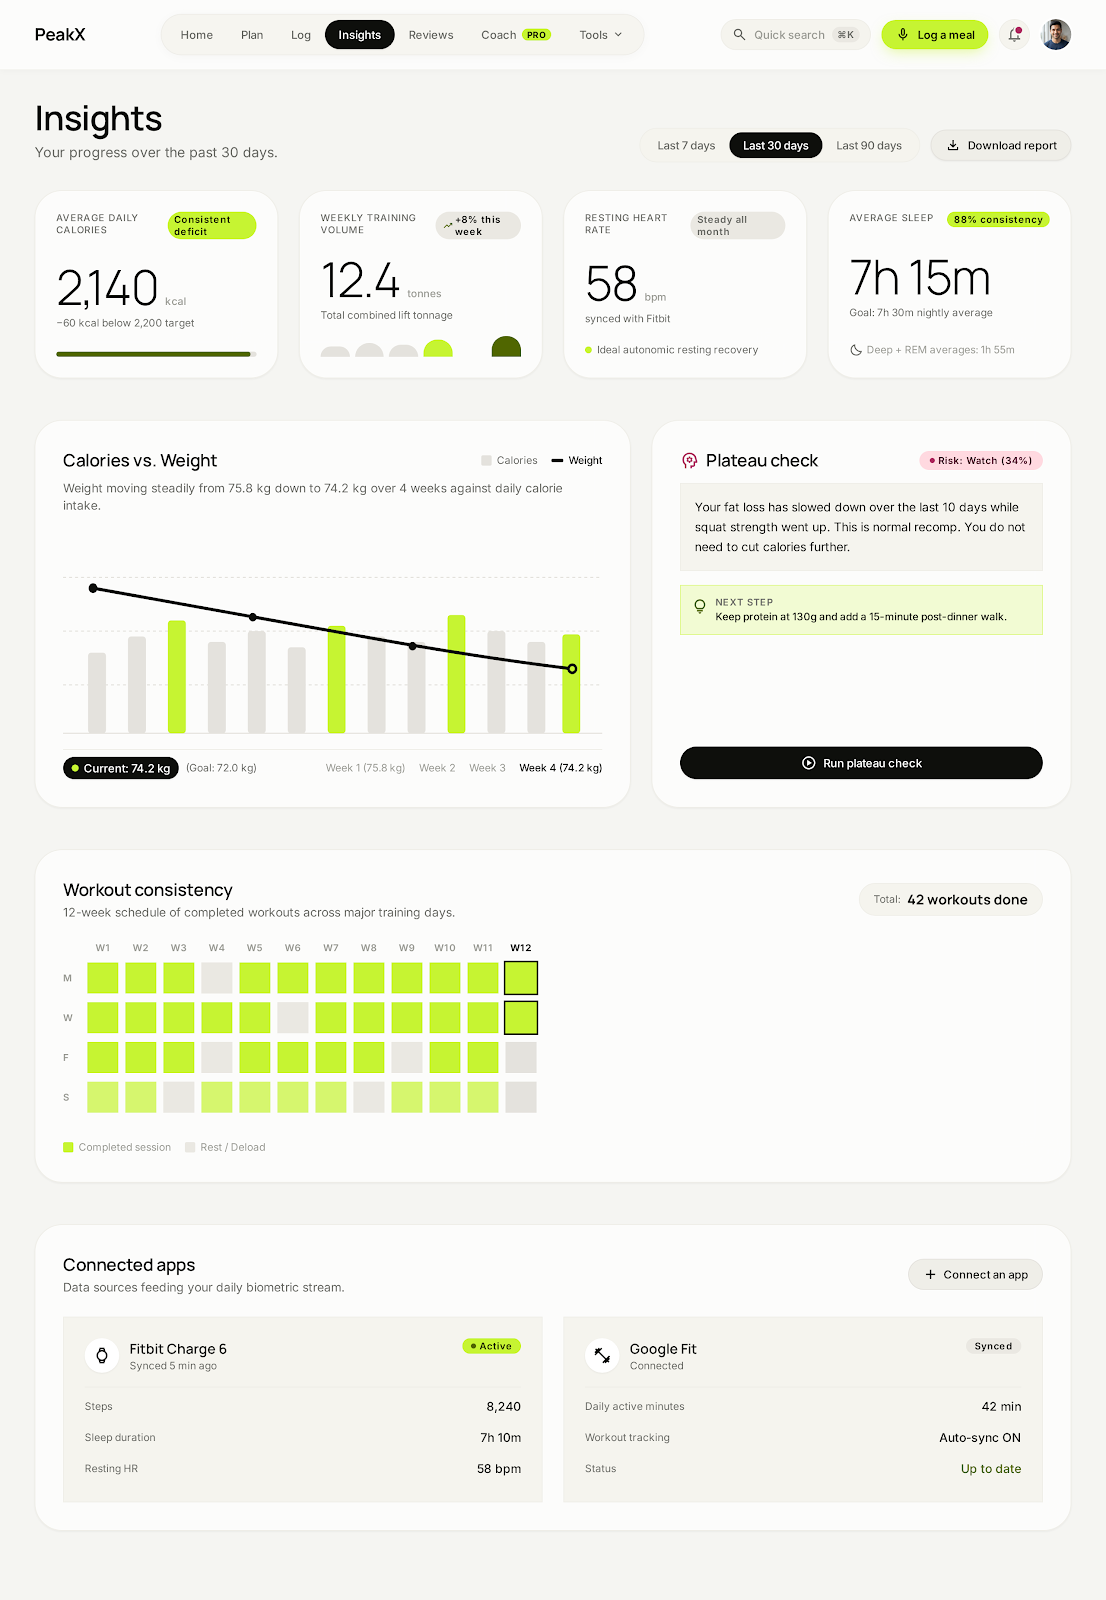 PeakX
Home Plan Log Insights Reviews Coach PRO Tools
Quick search ⌘K
Log a meal
Insights
Your progress over the past 30 days.
Last 7 days Last 30 days Last 90 days
Download report
AVERAGE DAILY
CALORIES
Consistent
deficit
2,140 kcal
−60 kcal below 2,200 target
WEEKLY TRAINING
VOLUME
+8% this
week
12.4 tonnes
Total combined lift tonnage
RESTING HEART
RATE
Steady all
month
58 bpm
synced with Fitbit
Ideal autonomic resting recovery
AVERAGE SLEEP
88% consistency
7h 15m
Goal: 7h 30m nightly average
Deep + REM averages: 1h 55m
Calories vs. Weight
Calories Weight
Weight moving steadily from 75.8 kg down to 74.2 kg over 4 weeks against daily calorie
intake.
Current: 74.2 kg (Goal: 72.0 kg)
Week 1 (75.8 kg) Week 2 Week 3 Week 4 (74.2 kg)
Plateau check
Risk: Watch (34%)
Your fat loss has slowed down over the last 10 days while
squat strength went up. This is normal recomp. You do not
need to cut calories further.
NEXT STEP
Keep protein at 130g and add a 15-minute post-dinner walk.
Run plateau check
Workout consistency
12-week schedule of completed workouts across major training days.
Total: 42 workouts done
W1 W2 W3 W4 W5 W6 W7 W8 W9 W10 W11 W12
M
W
F
S
Completed session Rest / Deload
Connected apps
Data sources feeding your daily biometric stream.
Connect an app
Fitbit Charge 6
Synced 5 min ago
Active
Steps 8,240
Sleep duration 7h 10m
Resting HR 58 bpm
Google Fit
Connected
Synced
Daily active minutes 42 min
Workout tracking Auto-sync ON
Status Up to date